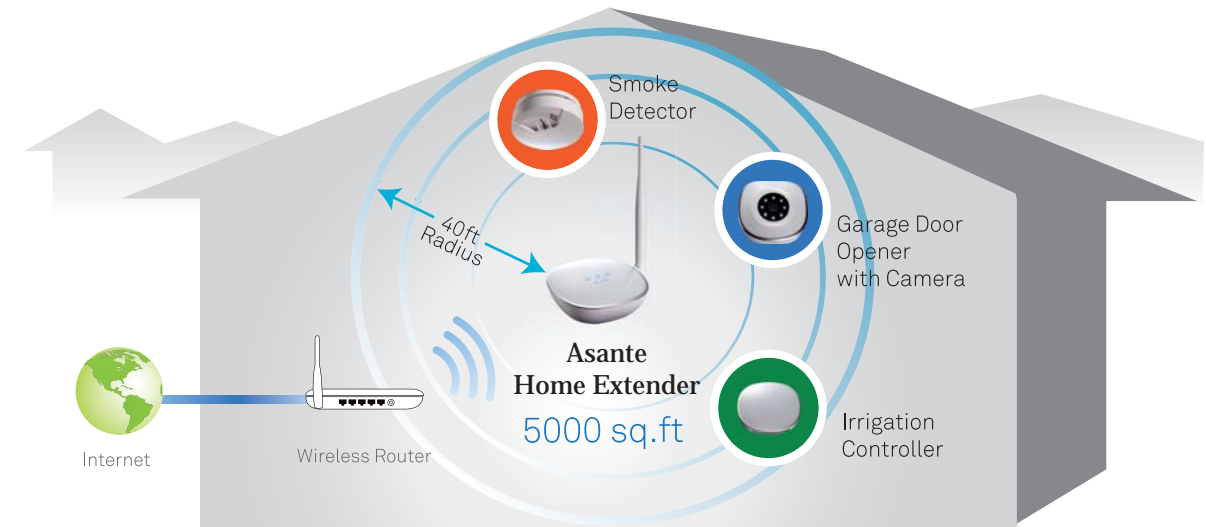 Smoke
Detector
40ft
Radius
Garage Door
Opener
with Camera
Asante
Home Extender
5000 sq.ft
Irrigation
Controller
Internet
Wireless Router